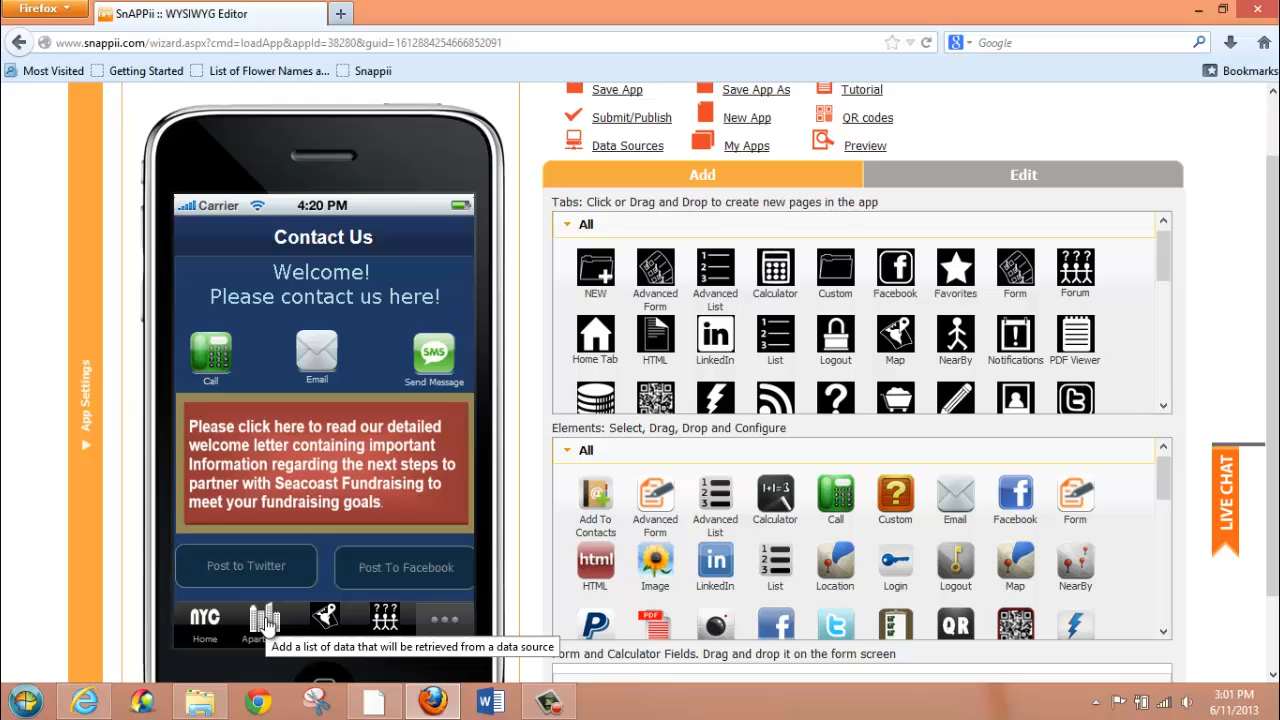 Firefox
SnAPPii :: WYSIWYG Editor
www.snappii.com/wizard.aspx?cmd=loadApp&appId=38280&guid=1612884254666852091
Google
Most Visited
Getting Started
List of Flower Names a...
Snappii
Bookmarks
Save App
Save App As
Tutorial
Submit/Publish
New App
QR codes
Data Sources
My Apps
Preview
Add
Edit
Tabs: Click or Drag and Drop to create new pages in the app
All
NEW
Advanced Form
Advanced List
Calculator
Custom
Facebook
Favorites
Form
Forum
Home Tab
HTML
LinkedIn
List
Logout
Map
NearBy
Notifications
PDF Viewer
Elements: Select, Drag, Drop and Configure
All
Add To Contacts
Advanced Form
Advanced List
Calculator
Call
Custom
Email
Facebook
Form
HTML
Image
LinkedIn
List
Location
Login
Logout
Map
NearBy
Form and Calculator Fields. Drag and drop it on the form screen
App Settings
Carrier
4:20 PM
Contact Us
Welcome!
Please contact us here!
Call
Email
SMS
Send Message
Please click here to read our detailed
welcome letter containing important
Information regarding the next steps to
partner with Seacoast Fundraising to
meet your fundraising goals.
Post to Twitter
Post To Facebook
NYC
Home
Add a list of data that will be retrieved from a data source
LIVE CHAT
3:01 PM
6/11/2013